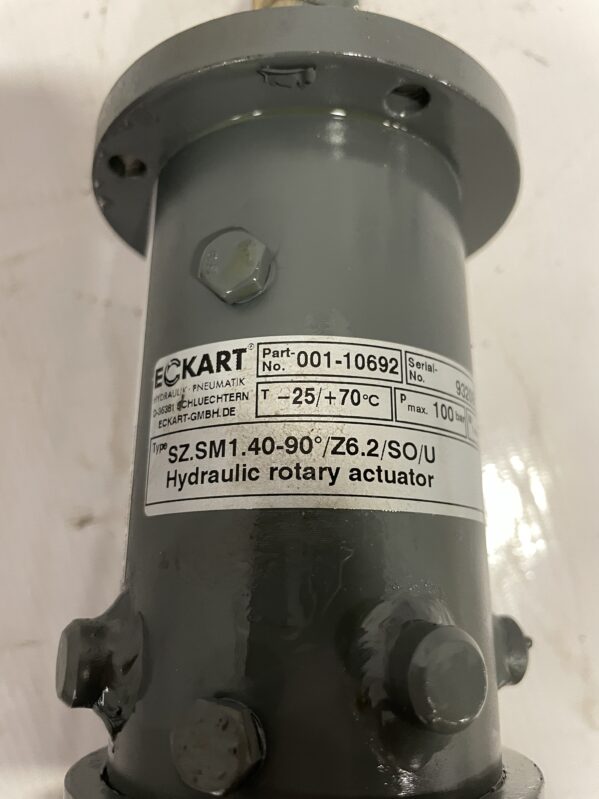 ECKART®
HYDRAULIK · PNEUMATIK
D-36381 SCHLUECHTERN
ECKART-GMBH.DE
Part-No. 001-10692
Serial-No.
T -25/+70°C
P max. 100 bar
Type SZ.SM1.40-90°/Z6.2/SO/U
Hydraulic rotary actuator